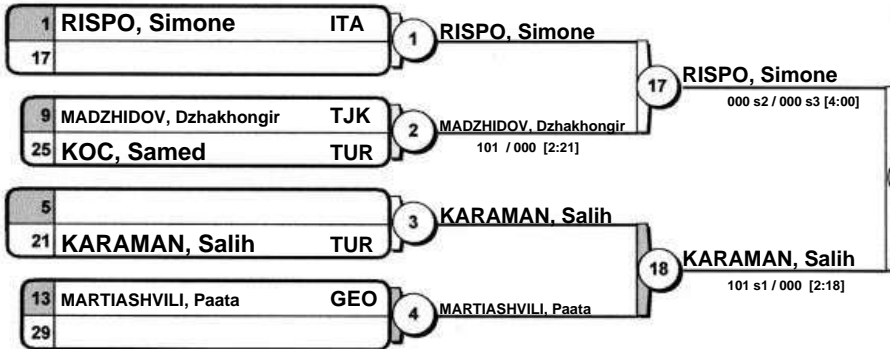 1 RISPO, Simone ITA
17
1 RISPO, Simone
9 MADZHIDOV, Dzhakhongir TJK
25 KOC, Samed TUR
2 MADZHIDOV, Dzhakhongir
101 / 000 [2:21]
17 RISPO, Simone
000 s2 / 000 s3 [4:00]
5
21 KARAMAN, Salih TUR
3 KARAMAN, Salih
13 MARTIASHVILI, Paata GEO
29
4 MARTIASHVILI, Paata
18 KARAMAN, Salih
101 s1 / 000 [2:18]